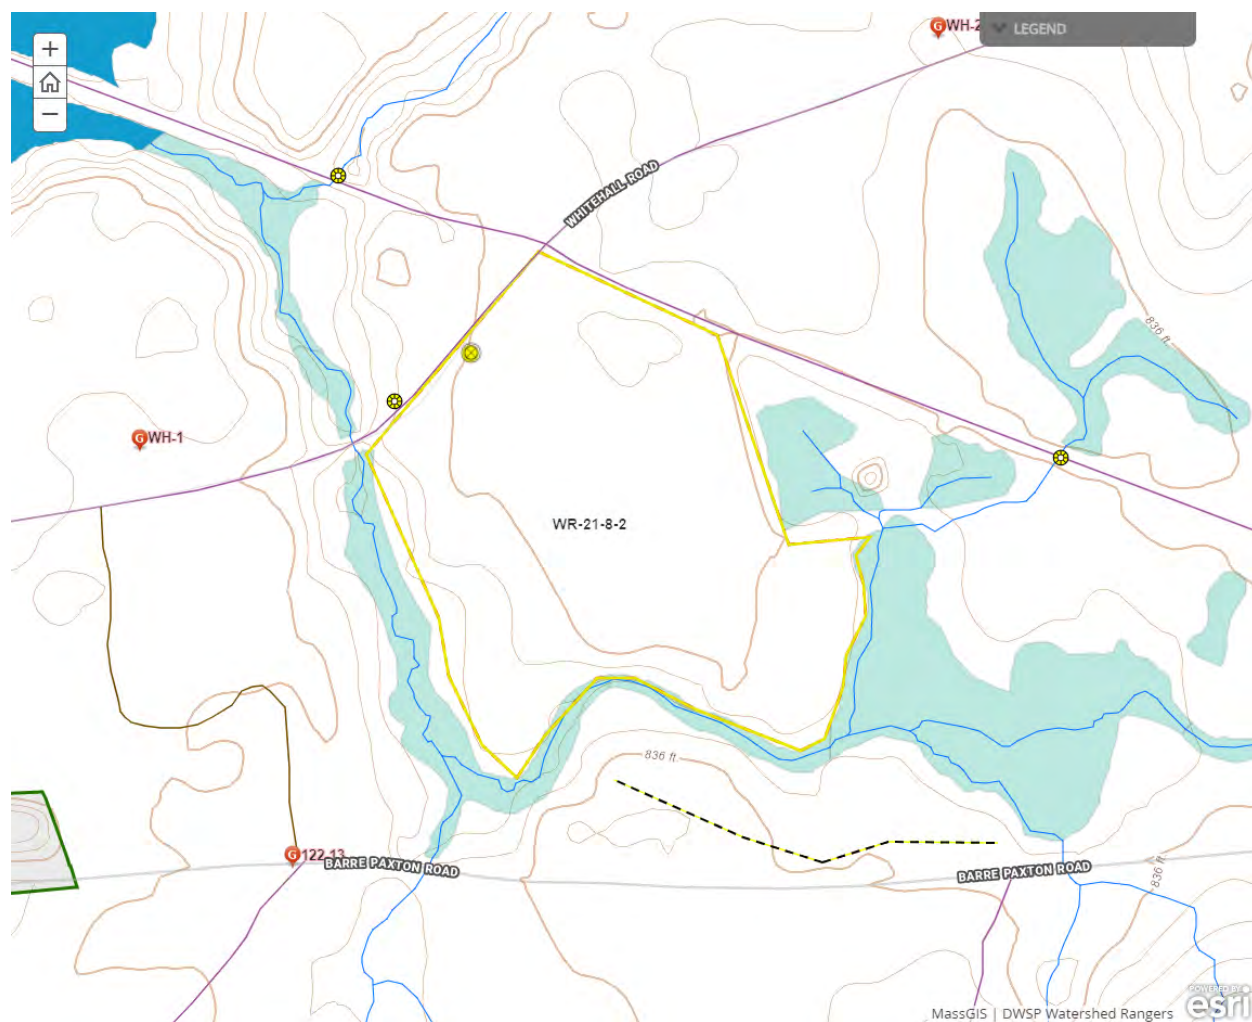 WH-2
LEGEND
+
−
WHITEHALL ROAD
836 ft.
G WH-1
WR-21-8-2
836 ft.
G 122-13
BARRE PAXTON ROAD
BARRE PAXTON ROAD
836 ft.
POWERED BY
esri
MassGIS | DWSP Watershed Rangers